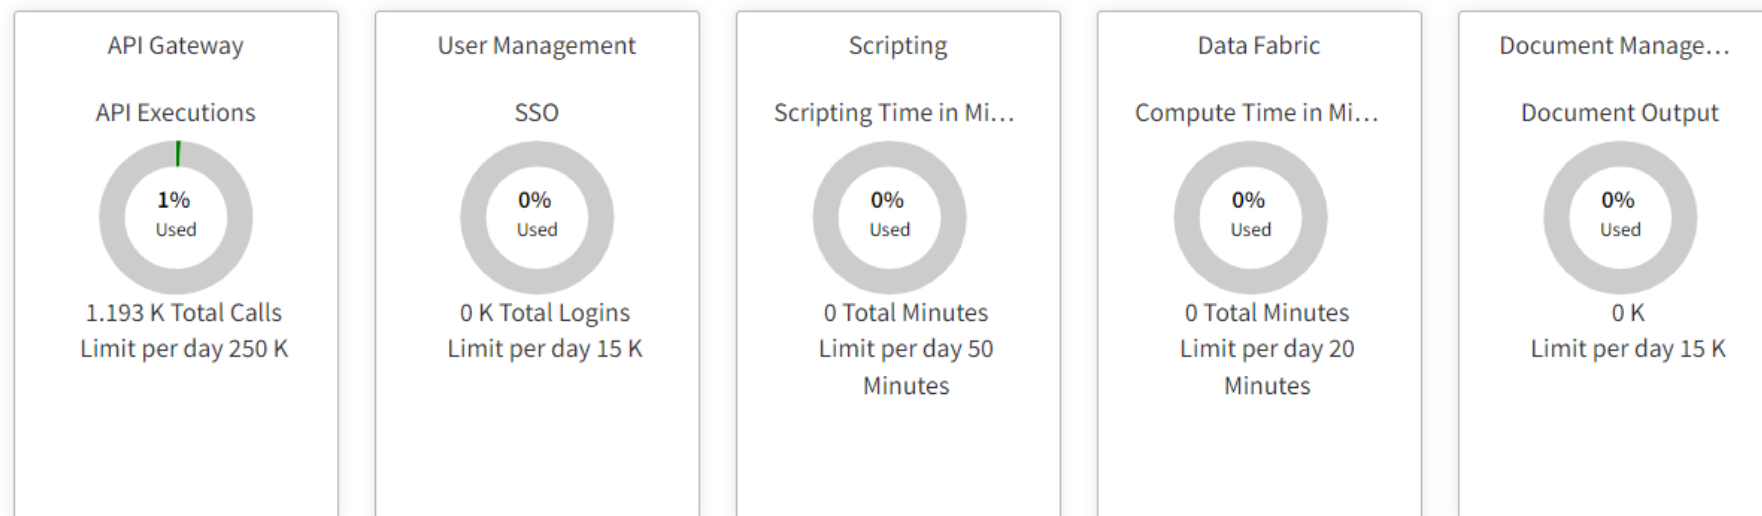 API Gateway
API Executions
1%
Used
1.193 K Total Calls
Limit per day 250 K
User Management
SSO
0%
Used
0 K Total Logins
Limit per day 15 K
Scripting
Scripting Time in Mi...
0%
Used
0 Total Minutes
Limit per day 50
Minutes
Data Fabric
Compute Time in Mi...
0%
Used
0 Total Minutes
Limit per day 20
Minutes
Document Manage...
Document Output
0%
Used
0 K
Limit per day 15 K